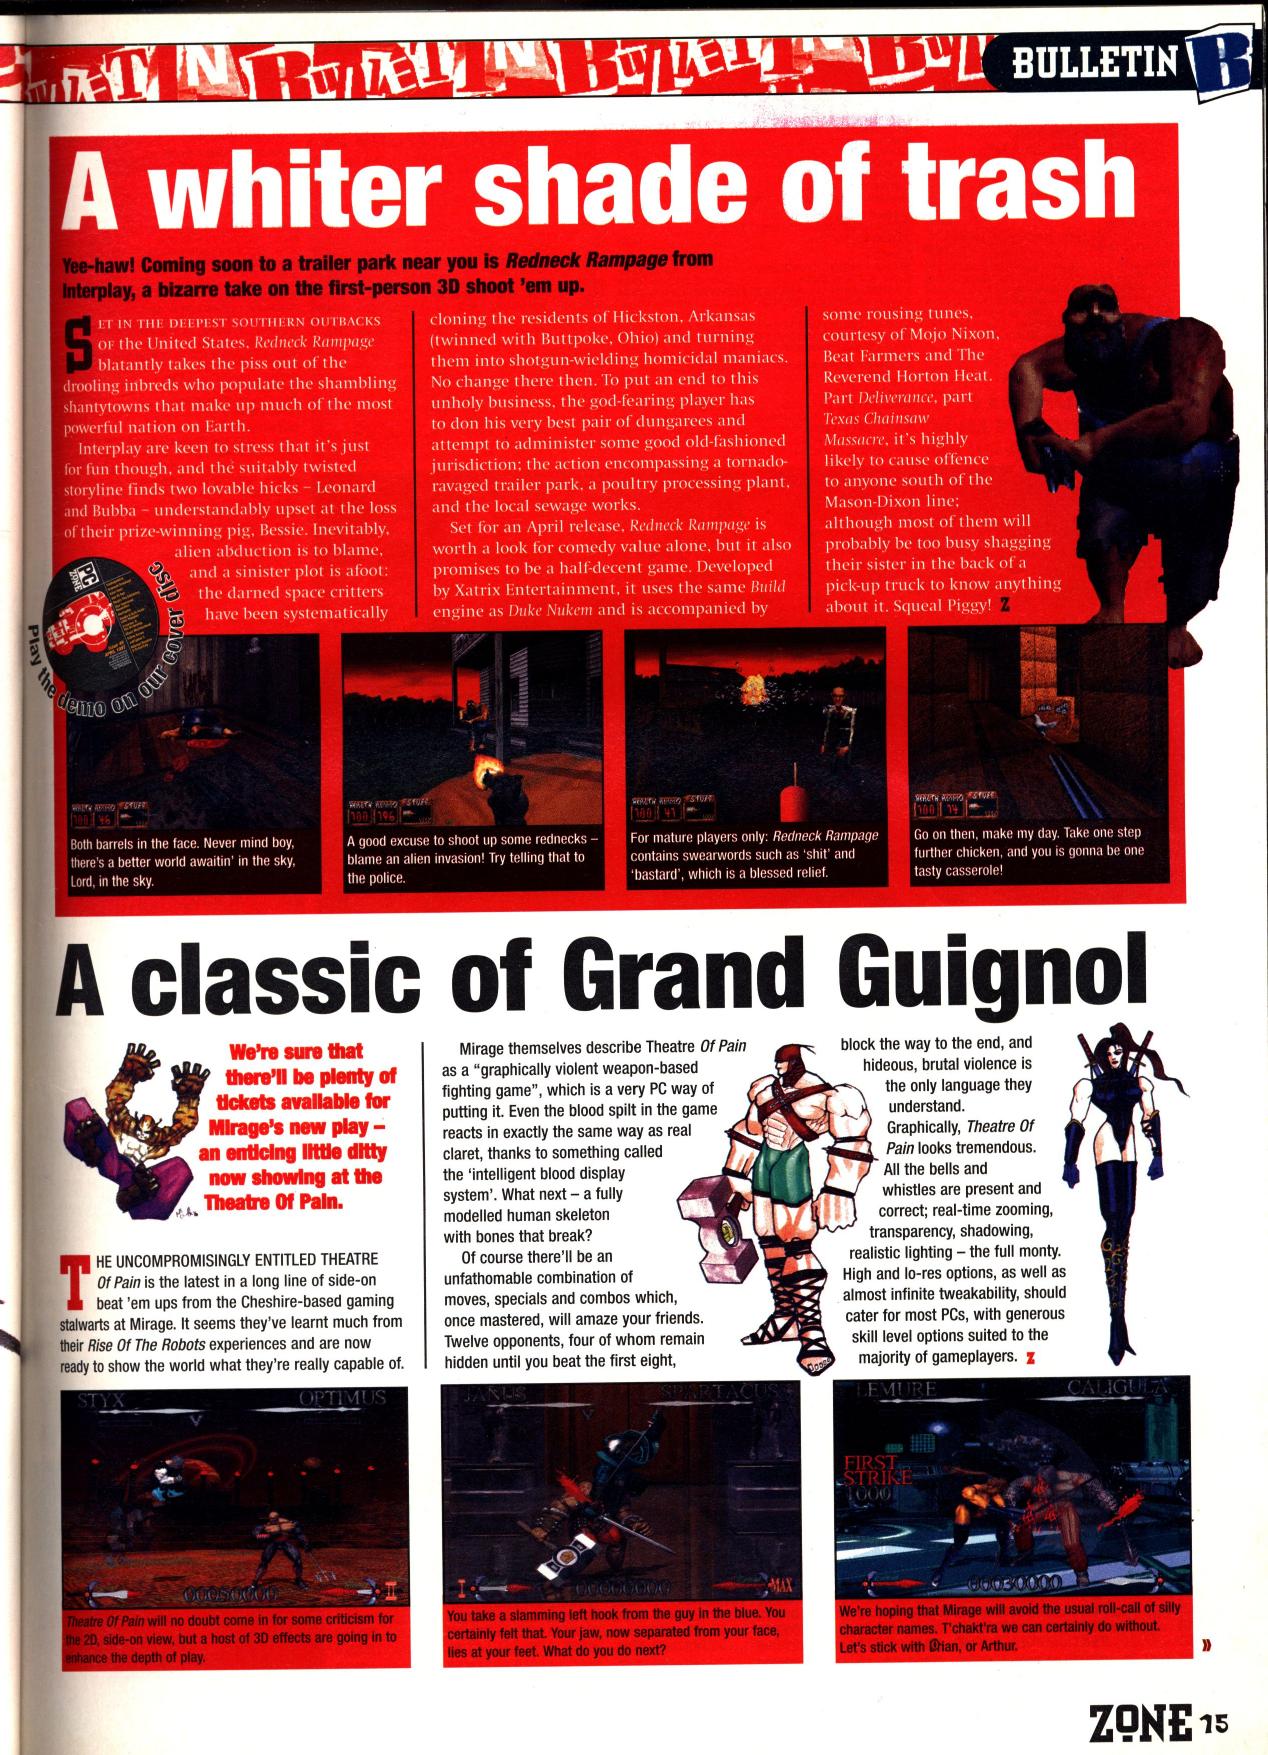 BULLETIN B
A whiter shade of trash
Yee-haw! Coming soon to a trailer park near you is Redneck Rampage from
Interplay, a bizarre take on the first-person 3D shoot 'em up.
SET IN THE DEEPEST SOUTHERN OUTBACKS
OF the United States, Redneck Rampage
blatantly takes the piss out of the
drooling inbreds who populate the shambling
shantytowns that make up much of the most
powerful nation on Earth.
Interplay are keen to stress that it's just
for fun though, and the suitably twisted
storyline finds two lovable hicks – Leonard
and Bubba – understandably upset at the loss
of their prize-winning pig, Bessie. Inevitably,
alien abduction is to blame,
and a sinister plot is afoot:
the darned space critters
have been systematically
cloning the residents of Hickston, Arkansas
(twinned with Buttpoke, Ohio) and turning
them into shotgun-wielding homicidal maniacs.
No change there then. To put an end to this
unholy business, the god-fearing player has
to don his very best pair of dungarees and
attempt to administer some good old-fashioned
jurisdiction; the action encompassing a tornado-
ravaged trailer park, a poultry processing plant,
and the local sewage works.
Set for an April release, Redneck Rampage is
worth a look for comedy value alone, but it also
promises to be a half-decent game. Developed
by Xatrix Entertainment, it uses the same Build
engine as Duke Nukem and is accompanied by
some rousing tunes,
courtesy of Mojo Nixon,
Beat Farmers and The
Reverend Horton Heat.
Part Deliverance, part
Texas Chainsaw
Massacre, it's highly
likely to cause offence
to anyone south of the
Mason-Dixon line;
although most of them will
probably be too busy shagging
their sister in the back of a
pick-up truck to know anything
about it. Squeal Piggy! Z
PC ZONE
Play the demo on our cover disc
HEALTH AMMO STUFF
100 46
Both barrels in the face. Never mind boy,
there's a better world awaitin' in the sky,
Lord, in the sky.
HEALTH AMMO STUFF
100 196
A good excuse to shoot up some rednecks –
blame an alien invasion! Try telling that to
the police.
HEALTH AMMO STUFF
100 41
For mature players only: Redneck Rampage
contains swearwords such as 'shit' and
'bastard', which is a blessed relief.
HEALTH AMMO STUFF
100 74
Go on then, make my day. Take one step
further chicken, and you is gonna be one
tasty casserole!
A classic of Grand Guignol
We're sure that
there'll be plenty of
tickets available for
Mirage's new play –
an enticing little ditty
now showing at the
Theatre Of Pain.
THE UNCOMPROMISINGLY ENTITLED THEATRE
Of Pain is the latest in a long line of side-on
beat 'em ups from the Cheshire-based gaming
stalwarts at Mirage. It seems they've learnt much from
their Rise Of The Robots experiences and are now
ready to show the world what they're really capable of.
Mirage themselves describe Theatre Of Pain
as a "graphically violent weapon-based
fighting game", which is a very PC way of
putting it. Even the blood spilt in the game
reacts in exactly the same way as real
claret, thanks to something called
the 'intelligent blood display
system'. What next – a fully
modelled human skeleton
with bones that break?
Of course there'll be an
unfathomable combination of
moves, specials and combos which,
once mastered, will amaze your friends.
Twelve opponents, four of whom remain
hidden until you beat the first eight,
block the way to the end, and
hideous, brutal violence is
the only language they
understand.
Graphically, Theatre Of
Pain looks tremendous.
All the bells and
whistles are present and
correct; real-time zooming,
transparency, shadowing,
realistic lighting – the full monty.
High and lo-res options, as well as
almost infinite tweakability, should
cater for most PCs, with generous
skill level options suited to the
majority of gameplayers. Z
STYX OPTIMUS
00050000 II
Theatre Of Pain will no doubt come in for some criticism for
the 2D, side-on view, but a host of 3D effects are going in to
enhance the depth of play.
JANUS SPARTACUS
I 00000000 MAX
You take a slamming left hook from the guy in the blue. You
certainly felt that. Your jaw, now separated from your face,
lies at your feet. What do you do next?
LEMURE CALIGULA
FIRST
STRIKE
1000
00030000
We're hoping that Mirage will avoid the usual roll-call of silly
character names. T'chakt'ra we can certainly do without.
Let's stick with Brian, or Arthur.
»
ZONE 15